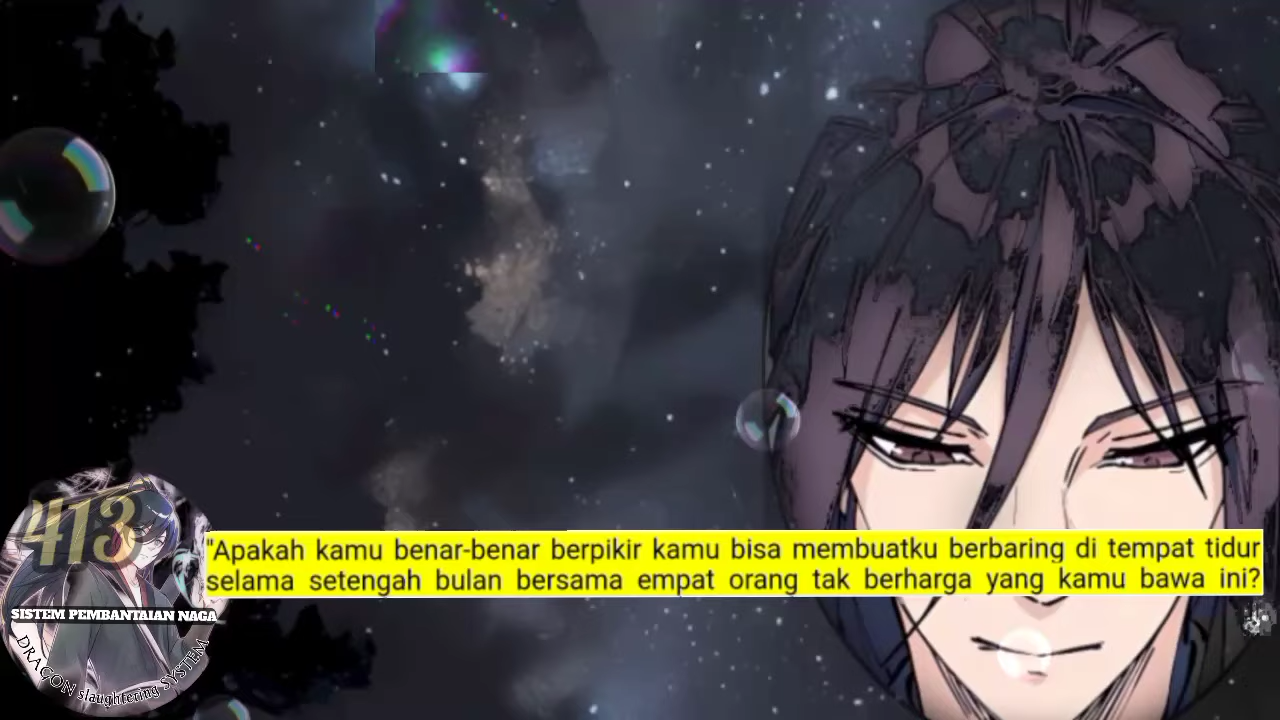 413
SISTEM PEMBANTAIAN NAGA
DRAGON slaughtering SYSTEM
"Apakah kamu benar-benar berpikir kamu bisa membuatku berbaring di tempat tidur
selama setengah bulan bersama empat orang tak berharga yang kamu bawa ini?